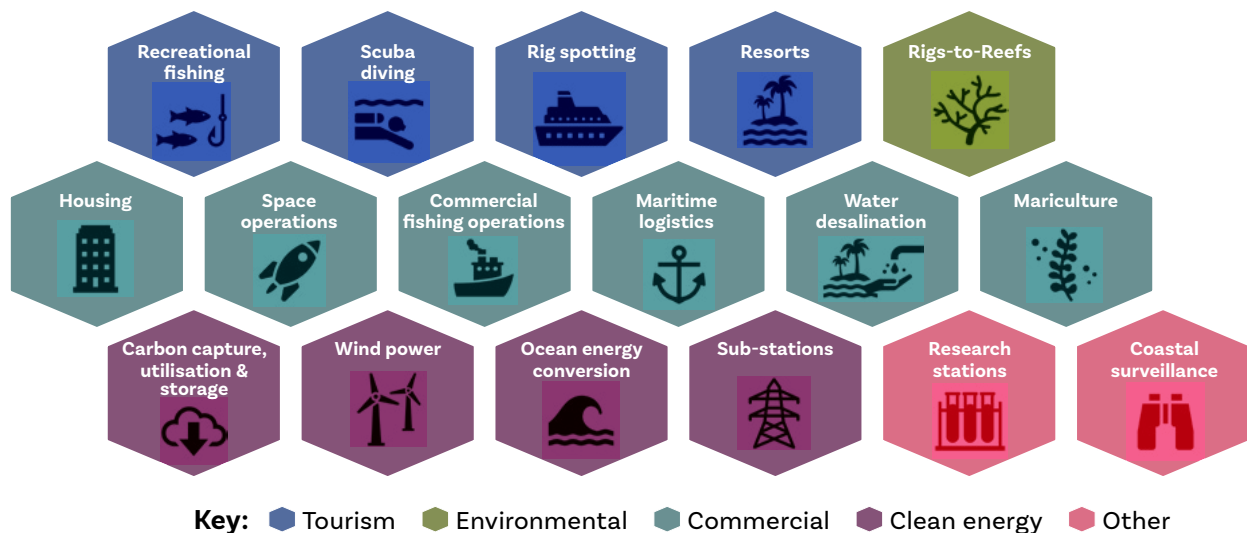 Recreational
fishing
Scuba
diving
Rig spotting
Resorts
Rigs-to-Reefs
Housing
Space
operations
Commercial
fishing operations
Maritime
logistics
Water
desalination
Mariculture
Carbon capture,
utilisation &
storage
Wind power
Ocean energy
conversion
Sub-stations
Research
stations
Coastal
surveillance
Key: Tourism Environmental Commercial Clean energy Other